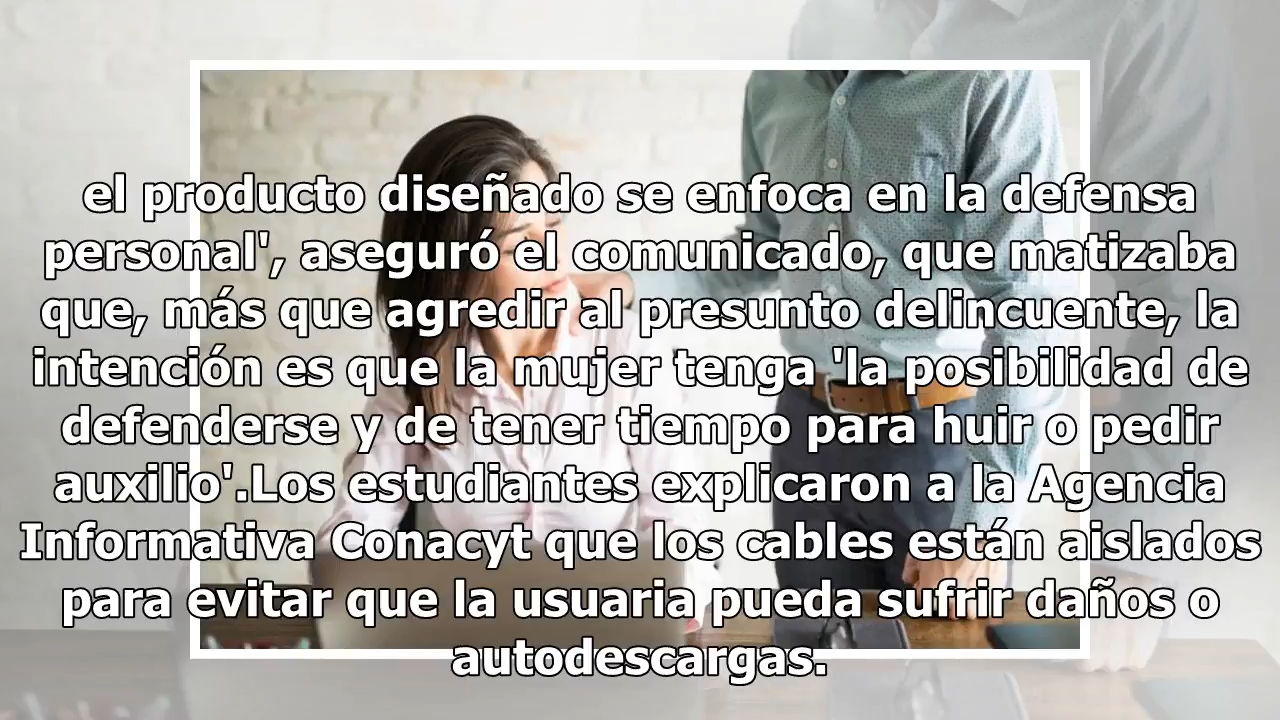 el producto diseñado se enfoca en la defensa
personal', aseguró el comunicado, que matizaba
que, más que agredir al presunto delincuente, la
intención es que la mujer tenga 'la posibilidad de
defenderse y de tener tiempo para huir o pedir
auxilio'.Los estudiantes explicaron a la Agencia
Informativa Conacyt que los cables están aislados
para evitar que la usuaria pueda sufrir daños o
autodescargas.